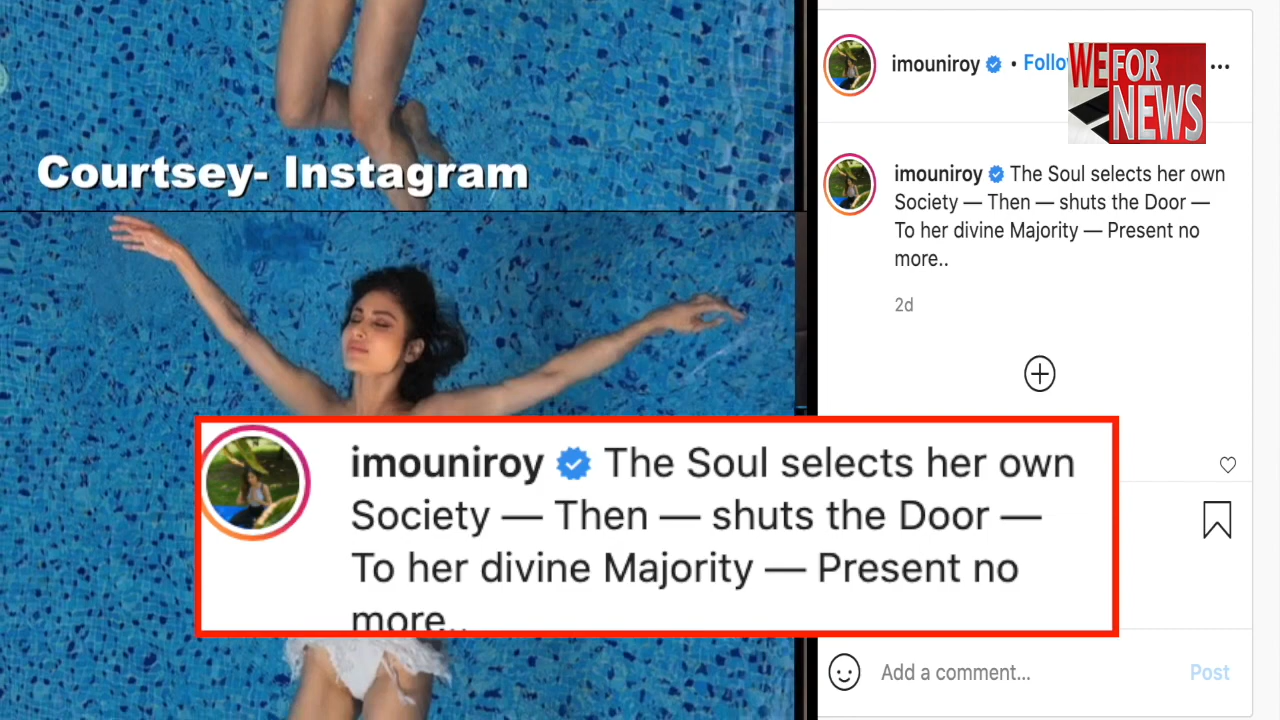 Courtsey- Instagram
imouniroy • Follo
WE FOR
NEWS
imouniroy The Soul selects her own
Society — Then — shuts the Door —
To her divine Majority — Present no
more..
2d
imouniroy The Soul selects her own
Society — Then — shuts the Door —
To her divine Majority — Present no
more..
Add a comment...
Post